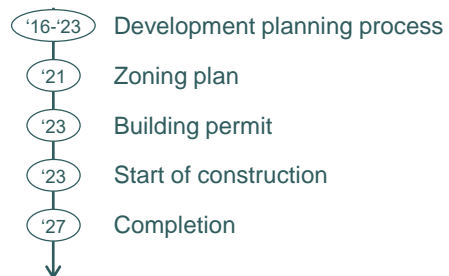 ‘16-‘23 Development planning process
‘21 Zoning plan
‘23 Building permit
‘23 Start of construction
‘27 Completion